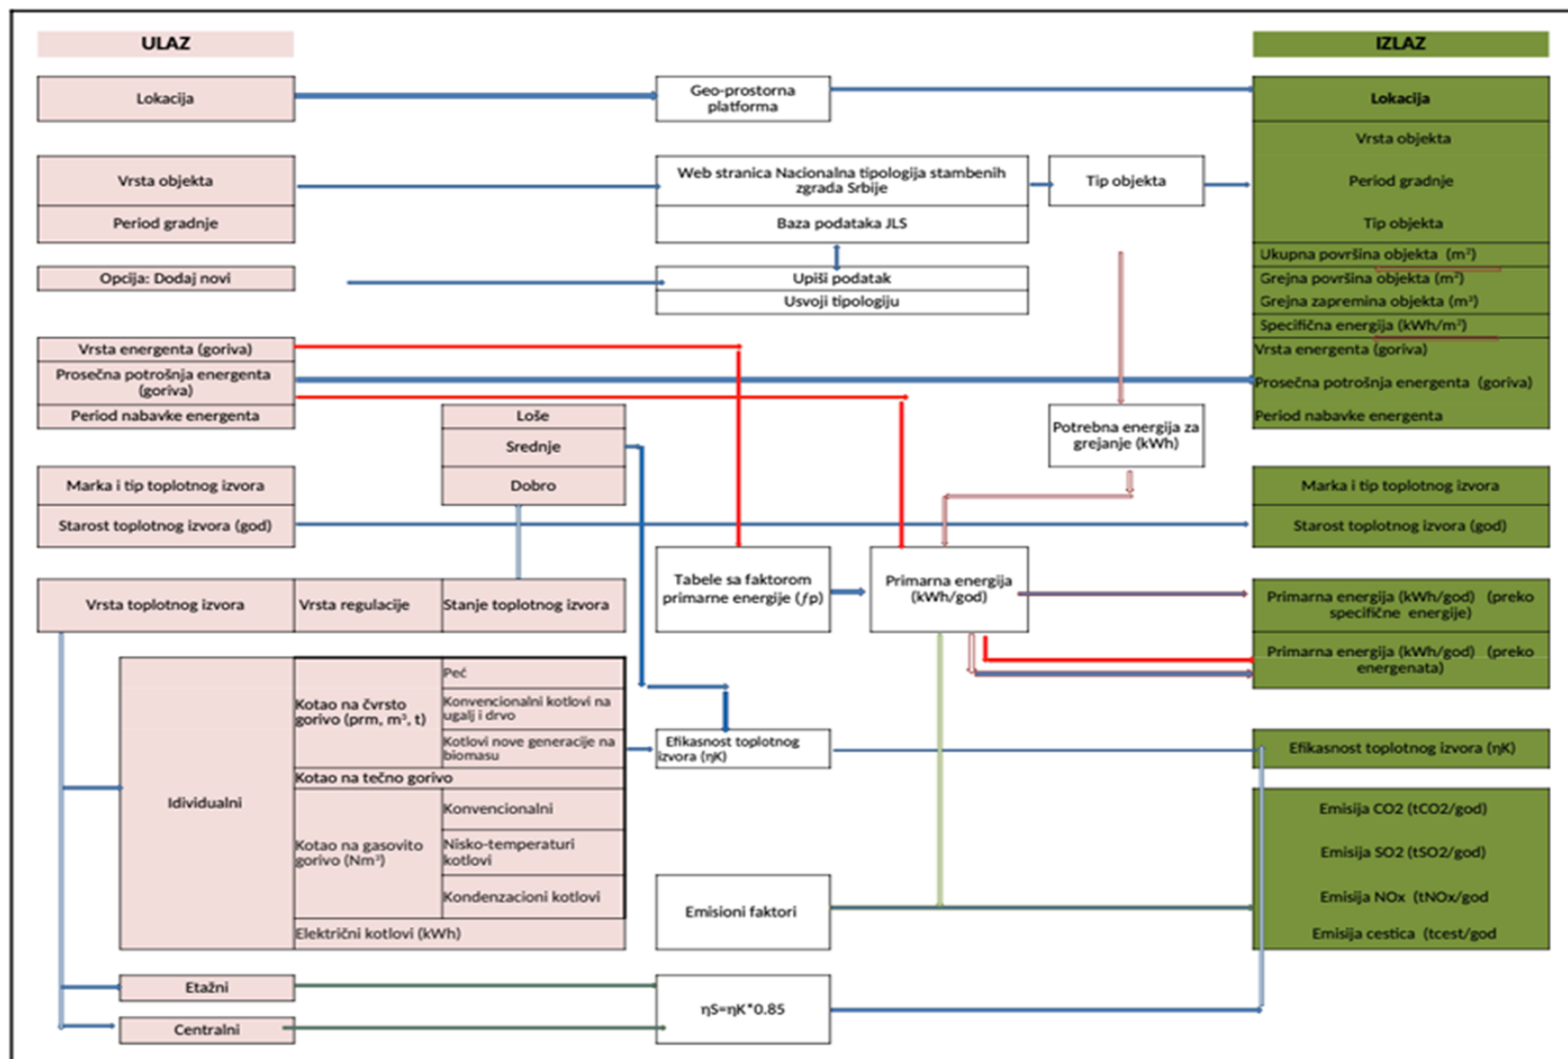 ULAZ
IZLAZ
Lokacija
Geo-prostorna
platforma
Lokacija
Vrsta objekta
Period gradnje
Web stranica Nacionalna tipologija stambenih
zgrada Srbije
Baza podataka JLS
Tip objekta
Vrsta objekta
Period gradnje
Tip objekta
Opcija: Dodaj novi
Upiši podatak
Usvoji tipologiju
Ukupna površina objekta (m²)
Grejna površina objekta (m²)
Grejna zapremina objekta (m³)
Specifična energija (kWh/m²)
Vrsta energenta (goriva)
Prosečna potrošnja energenta
(goriva)
Period nabavke energenta
Vrsta energenta (goriva)
Prosečna potrošnja energenta (goriva)
Period nabavke energenta
Loše
Srednje
Dobro
Potrebna energija za
grejanje (kWh)
Marka i tip toplotnog izvora
Starost toplotnog izvora (god)
Marka i tip toplotnog izvora
Starost toplotnog izvora (god)
Vrsta toplotnog izvora
Vrsta regulacije
Stanje toplotnog izvora
Tabele sa faktorom
primarne energije (ƒp)
Primarna energija
(kWh/god)
Primarna energija (kWh/god) (preko
specifične energije)
Primarna energija (kWh/god) (preko
energenata)
Idividualni
Kotao na čvrsto
gorivo (prm, m³, t)
Peć
Konvencionalni kotlovi na
ugalj i drvo
Kotlovi nove generacije na
biomasu
Kotao na tečno gorivo
Kotao na gasovito
gorivo (Nm³)
Konvencionalni
Nisko-temperaturi
kotlovi
Kondenzacioni kotlovi
Električni kotlovi (kWh)
Efikasnost toplotnog
izvora (ηK)
Efikasnost toplotnog izvora (ηK)
Emisioni faktori
Emisija CO2 (tCO2/god)
Emisija SO2 (tSO2/god)
Emisija NOx (tNOx/god
Emisija cestica (tcest/god
Etažni
Centralni
ηS=ηK*0.85